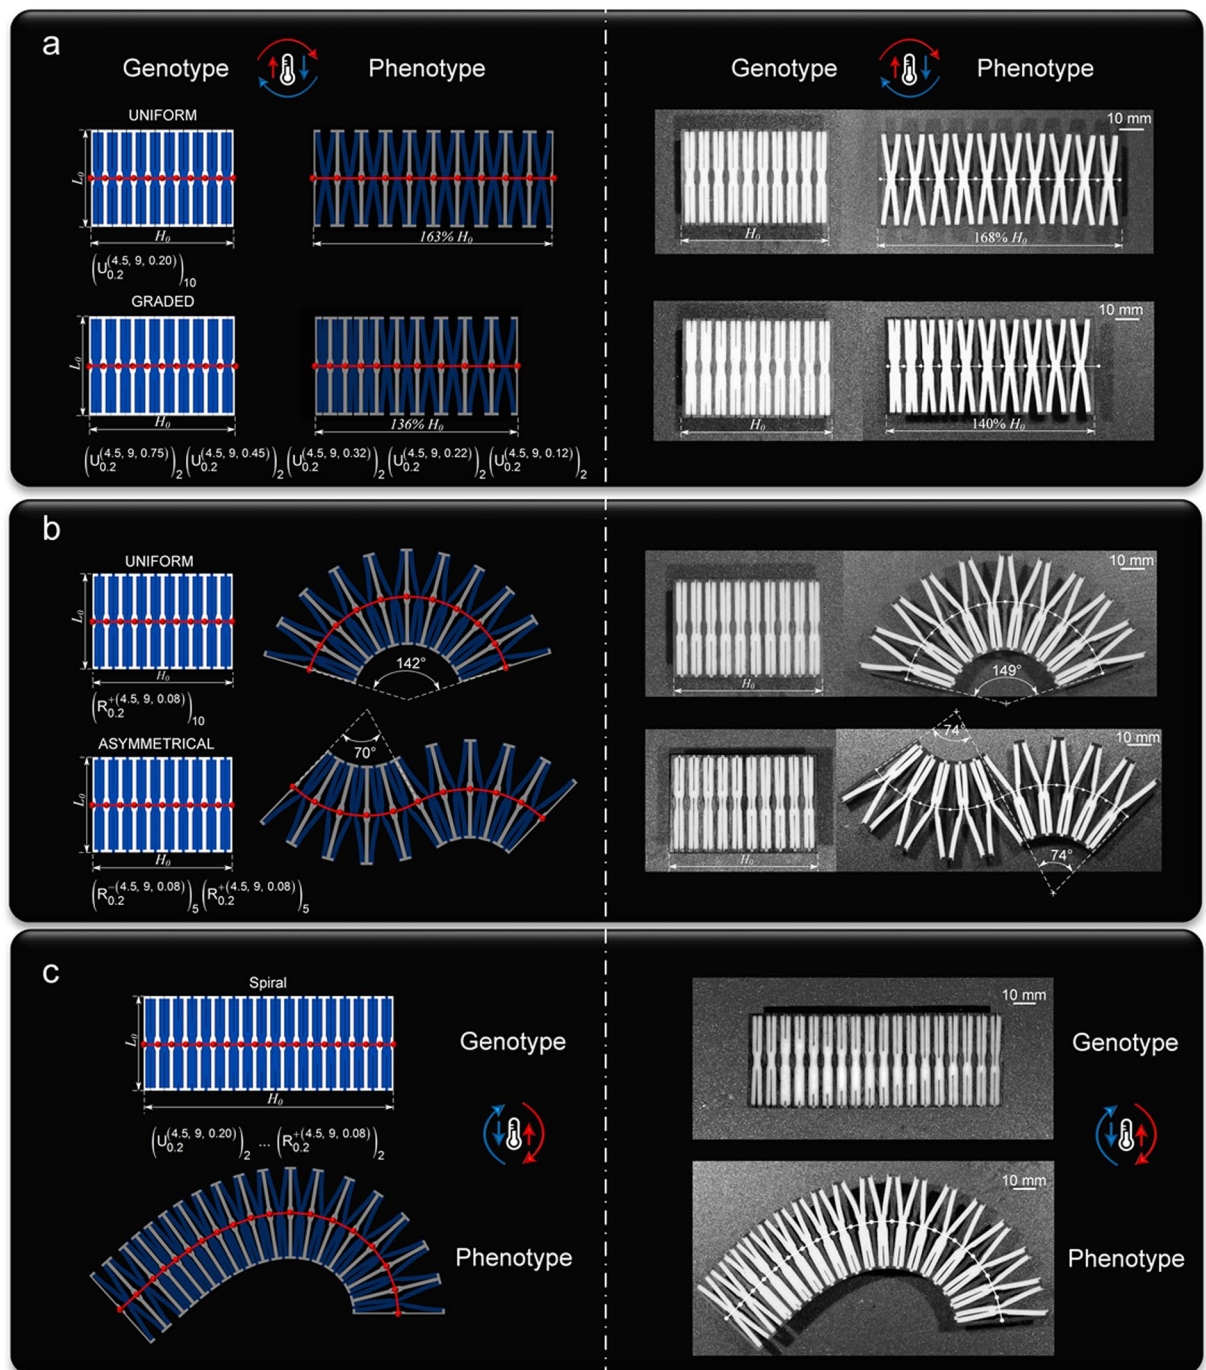 a
Genotype Phenotype Genotype Phenotype
UNIFORM
10 mm
L₀
H₀
163% H₀
H₀
168% H₀
(U₀.₂^(4.5, 9, 0.20))₁₀
GRADED
10 mm
L₀
H₀
136% H₀
H₀
140% H₀
(U₀.₂^(4.5, 9, 0.75))₂ (U₀.₂^(4.5, 9, 0.45))₂ (U₀.₂^(4.5, 9, 0.32))₂ (U₀.₂^(4.5, 9, 0.22))₂ (U₀.₂^(4.5, 9, 0.12))₂
b
UNIFORM
10 mm
L₀
142°
149°
H₀
H₀
(R₀.₂^+(4.5, 9, 0.08))₁₀
ASYMMETRICAL
70°
74°
10 mm
L₀
H₀
H₀
74°
(R₀.₂^−(4.5, 9, 0.08))₅ (R₀.₂^+(4.5, 9, 0.08))₅
c
Spiral
10 mm
L₀
Genotype
Genotype
H₀
(U₀.₂^(4.5, 9, 0.20))₂ ... (R₀.₂^+(4.5, 9, 0.08))₂
10 mm
Phenotype
Phenotype